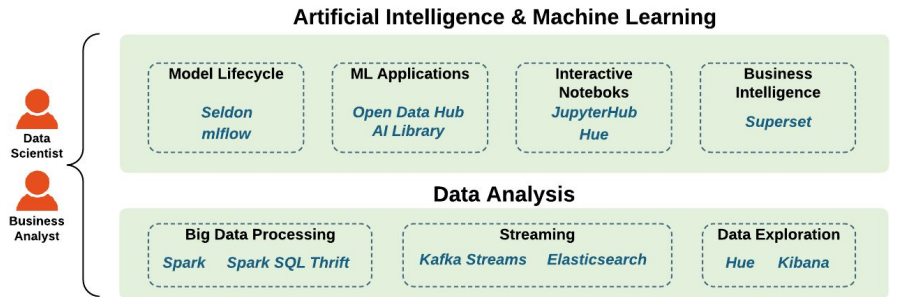 Artificial Intelligence & Machine Learning
Model Lifecycle
Seldon
mlflow
ML Applications
Open Data Hub
AI Library
Interactive
Noteboks
JupyterHub
Hue
Business
Intelligence
Superset
Data
Scientist
Business
Analyst
Data Analysis
Big Data Processing
Spark Spark SQL Thrift
Streaming
Kafka Streams Elasticsearch
Data Exploration
Hue Kibana